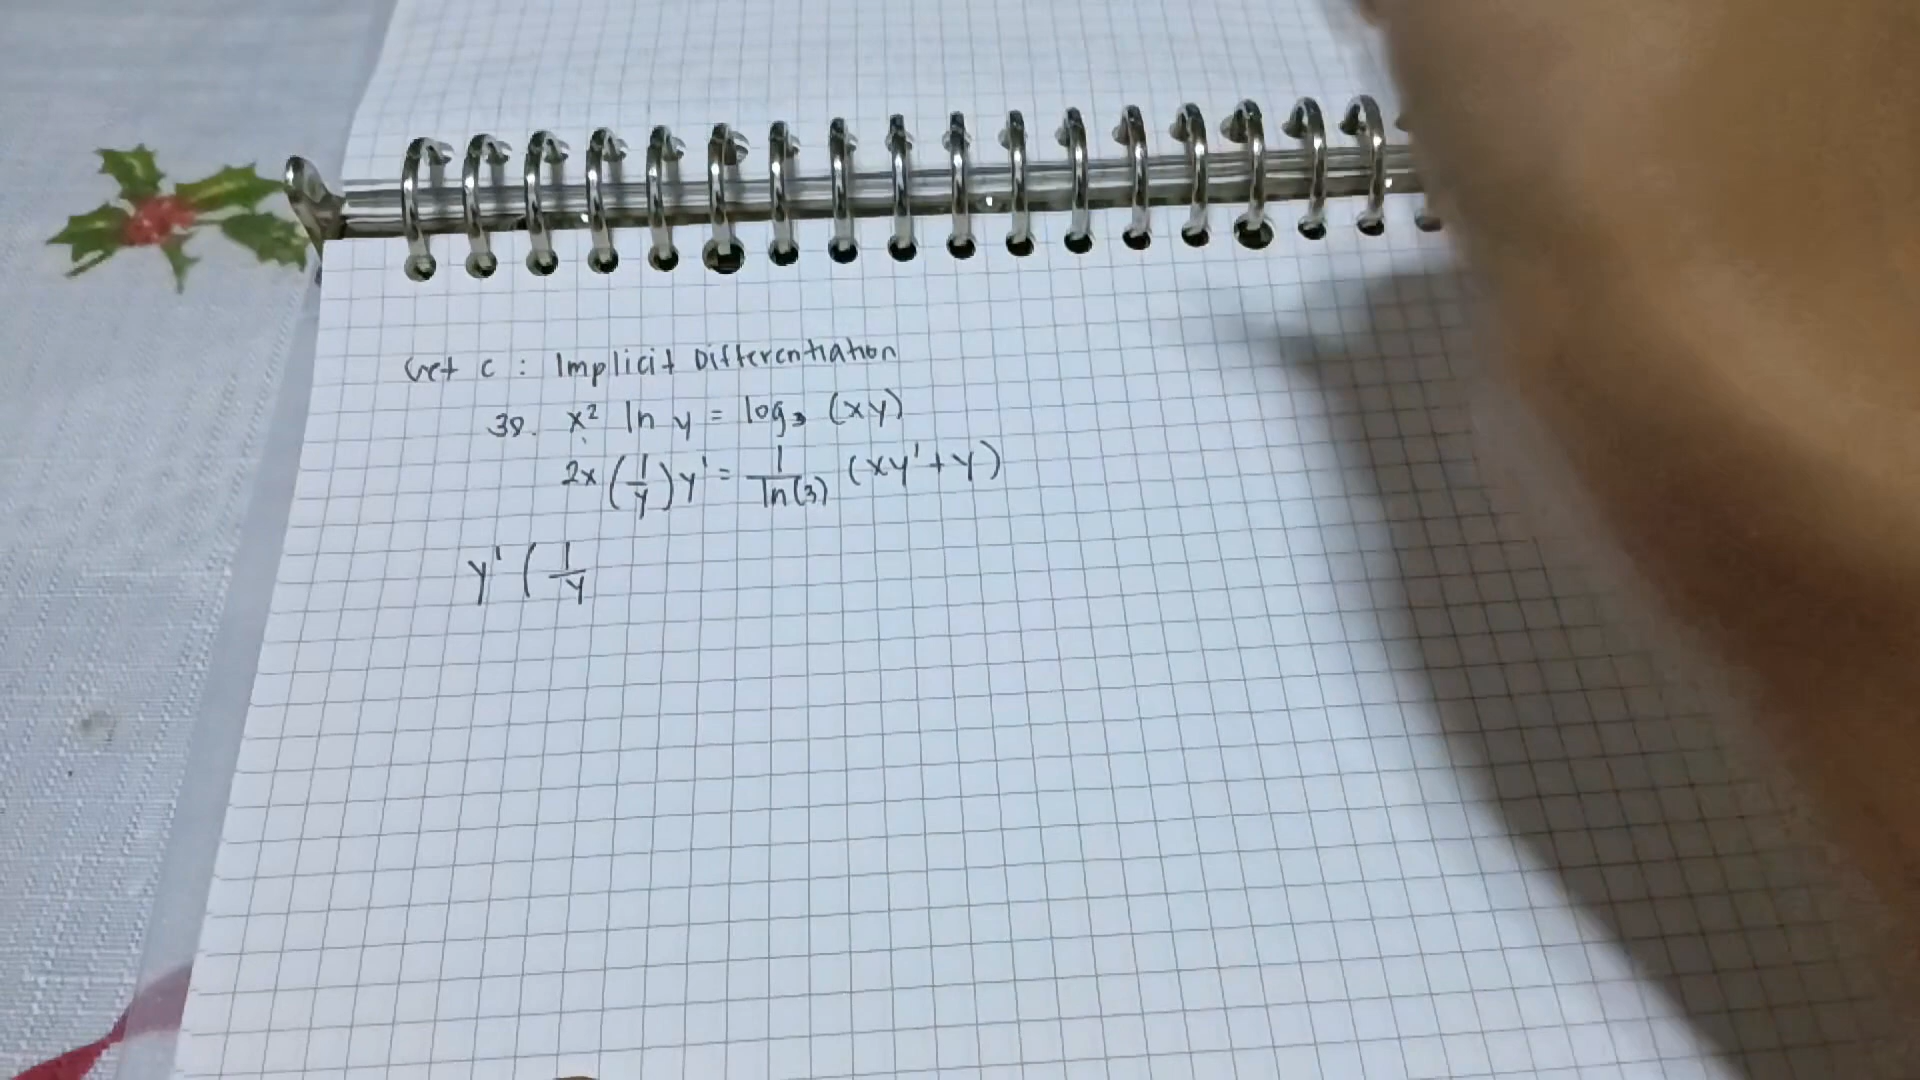 Set C : Implicit Differentiation
38. x² ln y = log₃ (xy)
2x (1/y) y' = 1/ln(3) (xy' + y)
y' ( 1/y